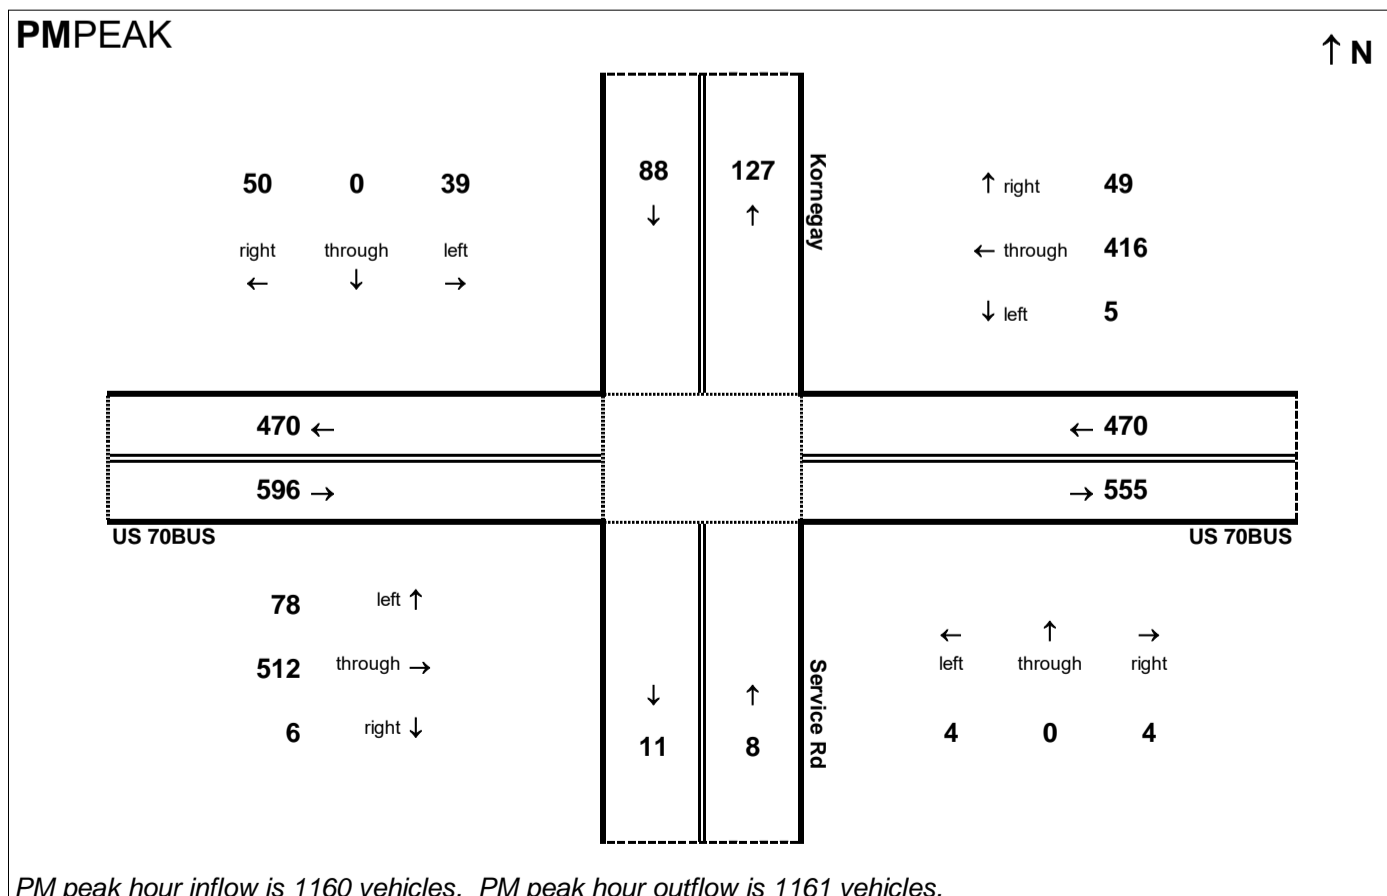 PMPEAK
↑ N
50 0 39
right through left
← ↓ →
88 127
↓ ↑
Kornegay
↑ right 49
← through 416
↓ left 5
470 ←
596 →
← 470
→ 555
US 70BUS
US 70BUS
78 left ↑
512 through →
6 right ↓
↓ ↑
11 8
Service Rd
← ↑ →
left through right
4 0 4
PM peak hour inflow is 1160 vehicles. PM peak hour outflow is 1161 vehicles.